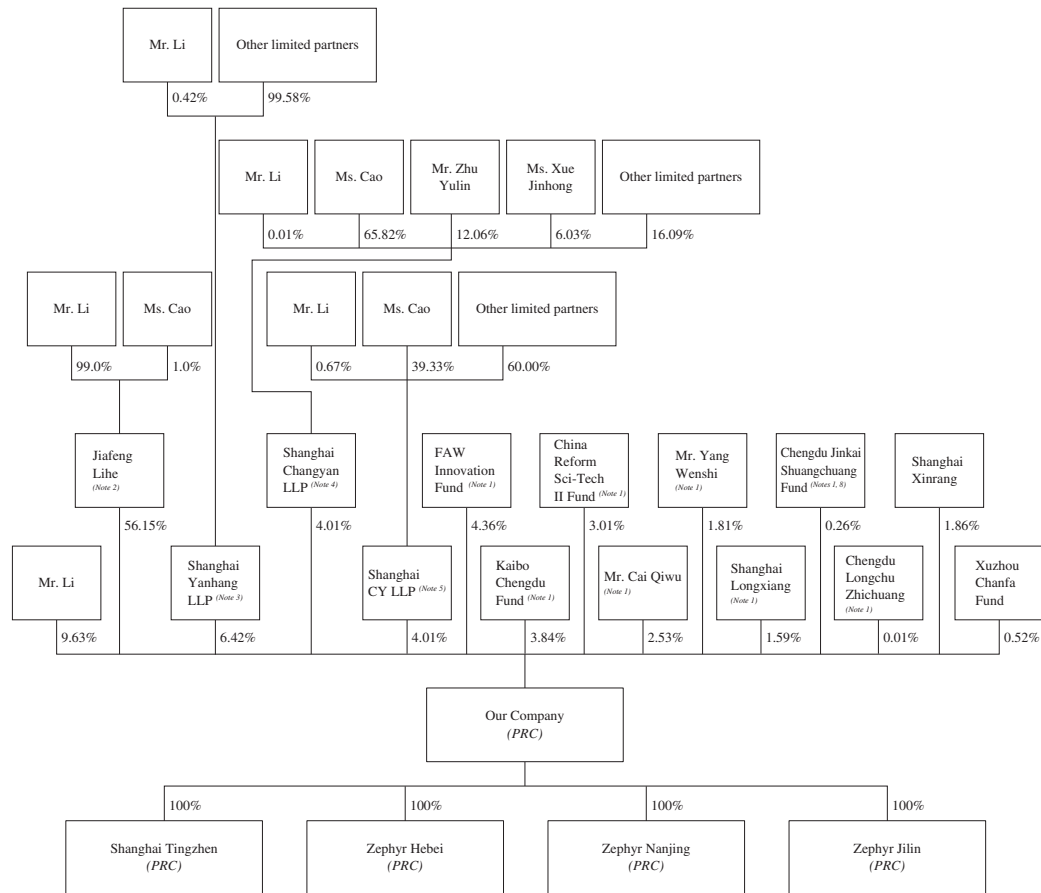 Mr. Li
Other limited partners
0.42%
99.58%
Mr. Li
Ms. Cao
Mr. Zhu
Yulin
Ms. Xue
Jinhong
Other limited partners
0.01%
65.82%
12.06%
6.03%
16.09%
Mr. Li
Ms. Cao
Mr. Li
Ms. Cao
Other limited partners
99.0%
1.0%
0.67%
39.33%
60.00%
Jiafeng
Lihe
(Note 2)
Shanghai
Changyan
LLP (Note 4)
FAW
Innovation
Fund (Note 1)
China
Reform
Sci-Tech
II Fund (Note 1)
Mr. Yang
Wenshi
(Note 1)
Chengdu Jinkai
Shuangchuang
Fund (Notes 1, 8)
Shanghai
Xinrang
56.15%
4.01%
4.36%
3.01%
1.81%
0.26%
1.86%
Mr. Li
Shanghai
Yanhang
LLP (Note 3)
Shanghai
CY LLP (Note 5)
Kaibo
Chengdu
Fund (Note 1)
Mr. Cai Qiwu
(Note 1)
Shanghai
Longxiang
(Note 1)
Chengdu
Longchu
Zhichuang
(Note 1)
Xuzhou
Chanfa
Fund
9.63%
6.42%
4.01%
3.84%
2.53%
1.59%
0.01%
0.52%
Our Company
(PRC)
100%
100%
100%
100%
Shanghai Tingzhen
(PRC)
Zephyr Hebei
(PRC)
Zephyr Nanjing
(PRC)
Zephyr Jilin
(PRC)